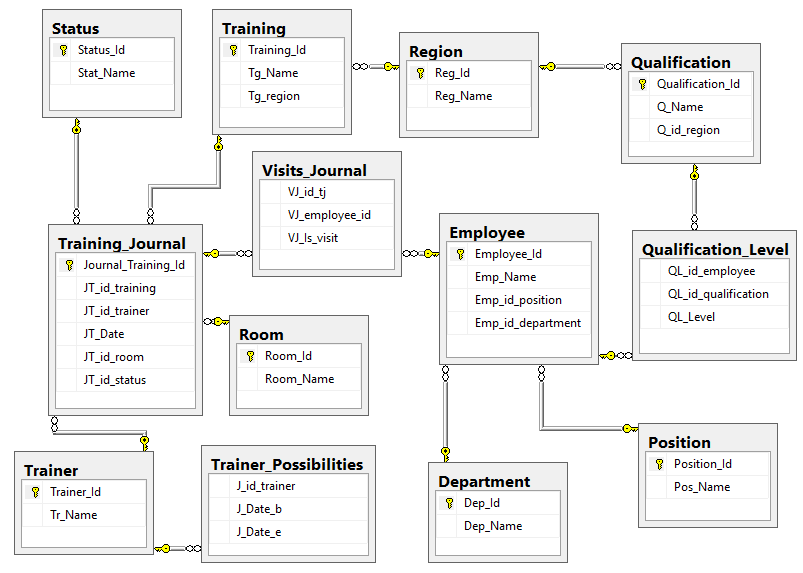 Status
Status_Id
Stat_Name
Training
Training_Id
Tg_Name
Tg_region
Region
Reg_Id
Reg_Name
Qualification
Qualification_Id
Q_Name
Q_id_region
Visits_Journal
VJ_id_tj
VJ_employee_id
VJ_Is_visit
Training_Journal
Journal_Training_Id
JT_id_training
JT_id_trainer
JT_Date
JT_id_room
JT_id_status
Employee
Employee_Id
Emp_Name
Emp_id_position
Emp_id_department
Qualification_Level
QL_id_employee
QL_id_qualification
QL_Level
Room
Room_Id
Room_Name
Trainer
Trainer_Id
Tr_Name
Trainer_Possibilities
J_id_trainer
J_Date_b
J_Date_e
Department
Dep_Id
Dep_Name
Position
Position_Id
Pos_Name